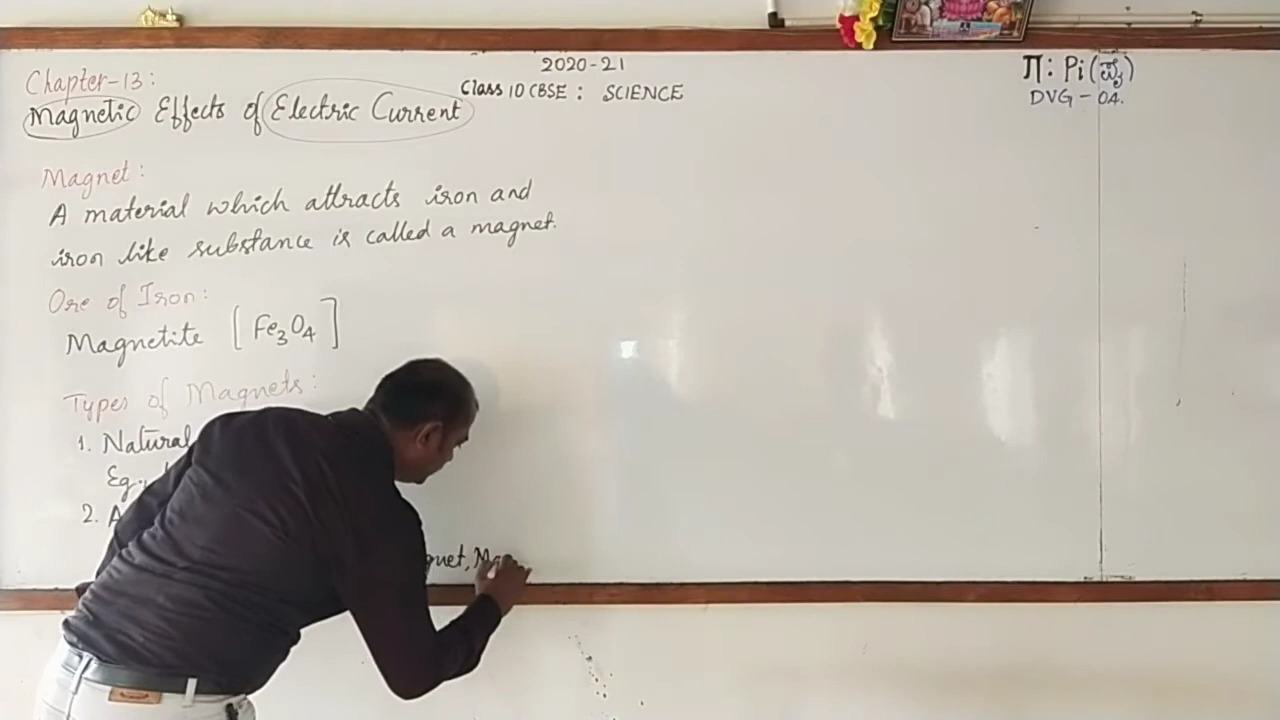 2020-21
Class 10 CBSE : SCIENCE
Π: Pi(ಪೈ)
DVG - 04.
Chapter-13:
Magnetic Effects of Electric Current
Magnet:
A material which attracts iron and
iron like substance is called a magnet.
Ore of Iron:
Magnetite [Fe3O4]
Types of Magnets:
1. Natural
Eg:
2. A
gnet, Mag